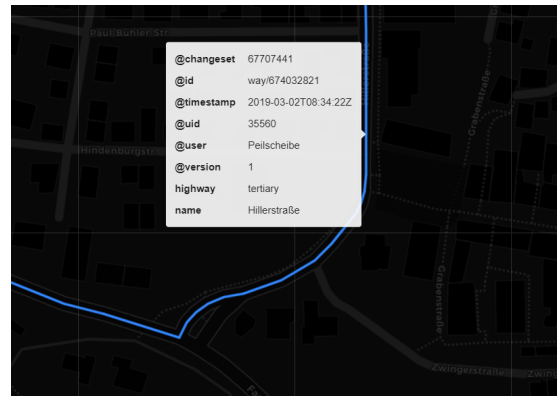 Paul-Bühler-Str.
@changeset 67707441
@id way/674032821
@timestamp 2019-03-02T08:34:22Z
@uid 35560
@user Peilscheibe
@version 1
highway tertiary
name Hillerstraße
Hindenburgstr.
Grabenstraße
Grabenstraße
Zwingerstraße